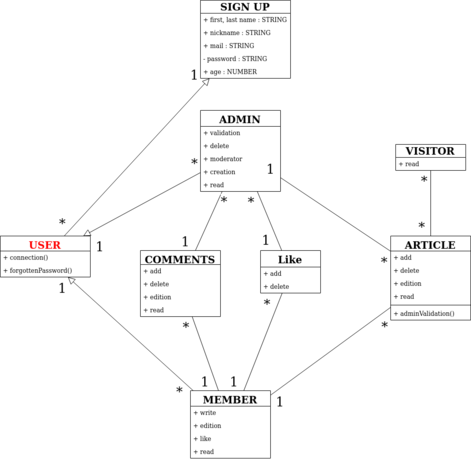 SIGN UP
+ first, last name : STRING
+ nickname : STRING
+ mail : STRING
- password : STRING
+ age : NUMBER
1
ADMIN
+ validation
+ delete
+ moderator
+ creation
+ read
*
1
*
*
VISITOR
+ read
*
*
*
USER
+ connection()
+ forgottenPassword()
1
1
1
COMMENTS
+ add
+ delete
+ edition
+ read
*
1
Like
+ add
+ delete
*
*
ARTICLE
+ add
+ delete
+ edition
+ read
+ adminValidation()
*
*
1
1
1
MEMBER
+ write
+ edition
+ like
+ read